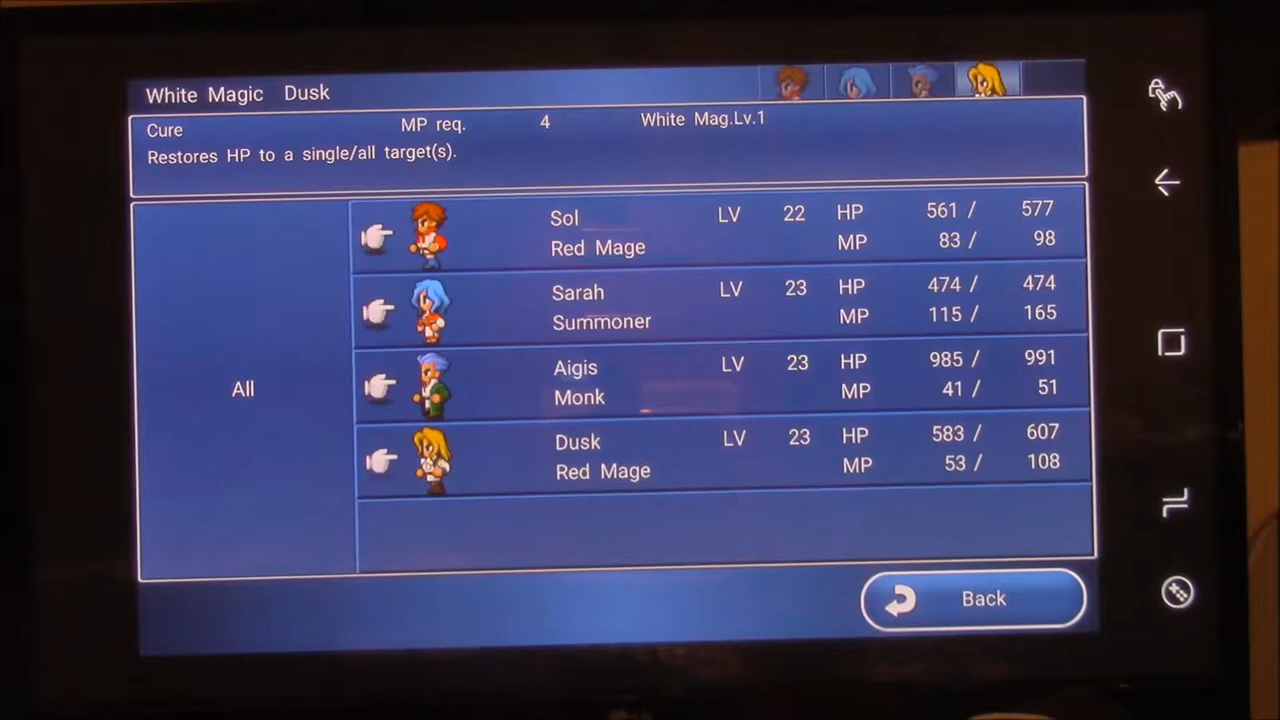 White Magic Dusk
Cure MP req. 4 White Mag.Lv.1
Restores HP to a single/all target(s).
All
Sol LV 22 HP 561 / 577
Red Mage MP 83 / 98
Sarah LV 23 HP 474 / 474
Summoner MP 115 / 165
Aigis LV 23 HP 985 / 991
Monk MP 41 / 51
Dusk LV 23 HP 583 / 607
Red Mage MP 53 / 108
Back